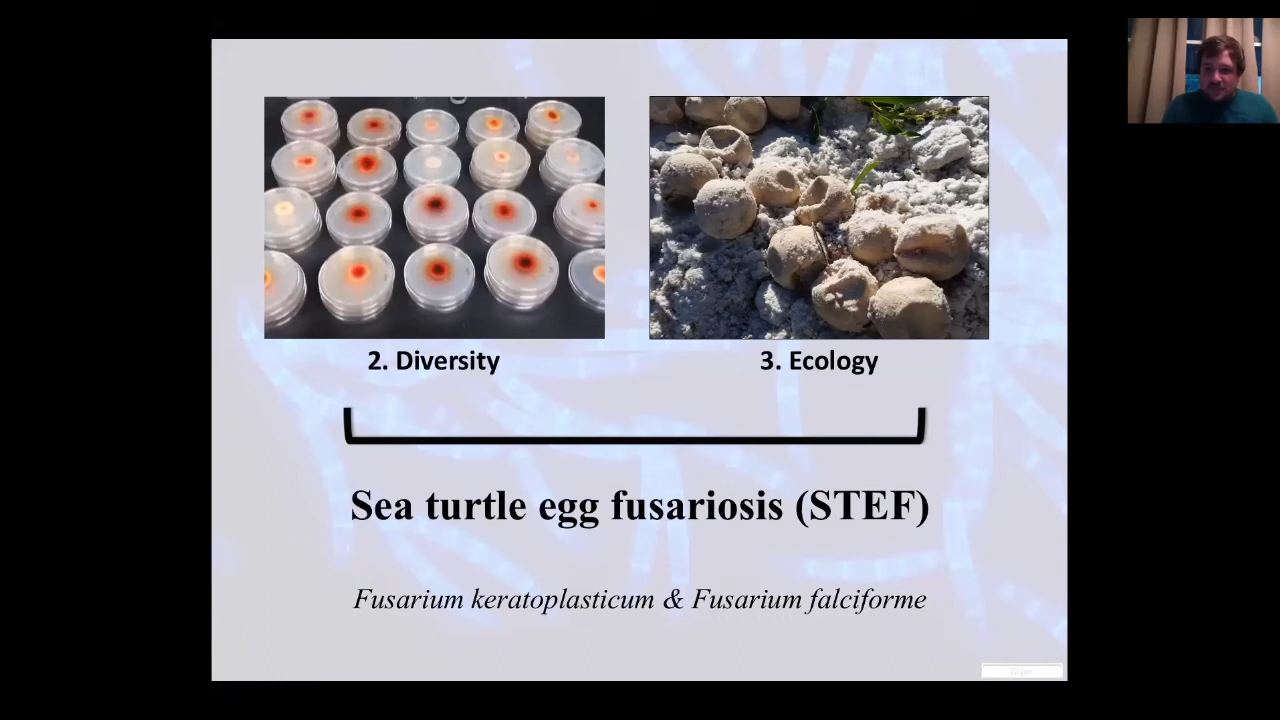 2. Diversity
3. Ecology
Sea turtle egg fusariosis (STEF)
Fusarium keratoplasticum & Fusarium falciforme